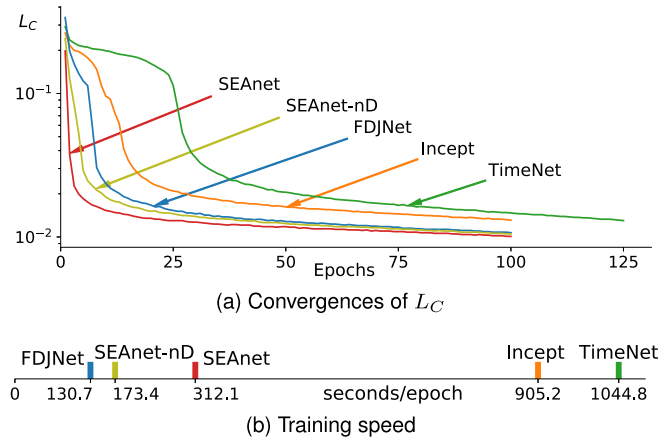 L_C
SEAnet
10^{-1}
SEAnet-nD
FDJNet
Incept
TimeNet
10^{-2}
0 25 50 75 100 125
Epochs
(a) Convergences of L_C
FDJNet SEAnet-nD SEAnet Incept TimeNet
0 130.7 173.4 312.1 seconds/epoch 905.2 1044.8
(b) Training speed